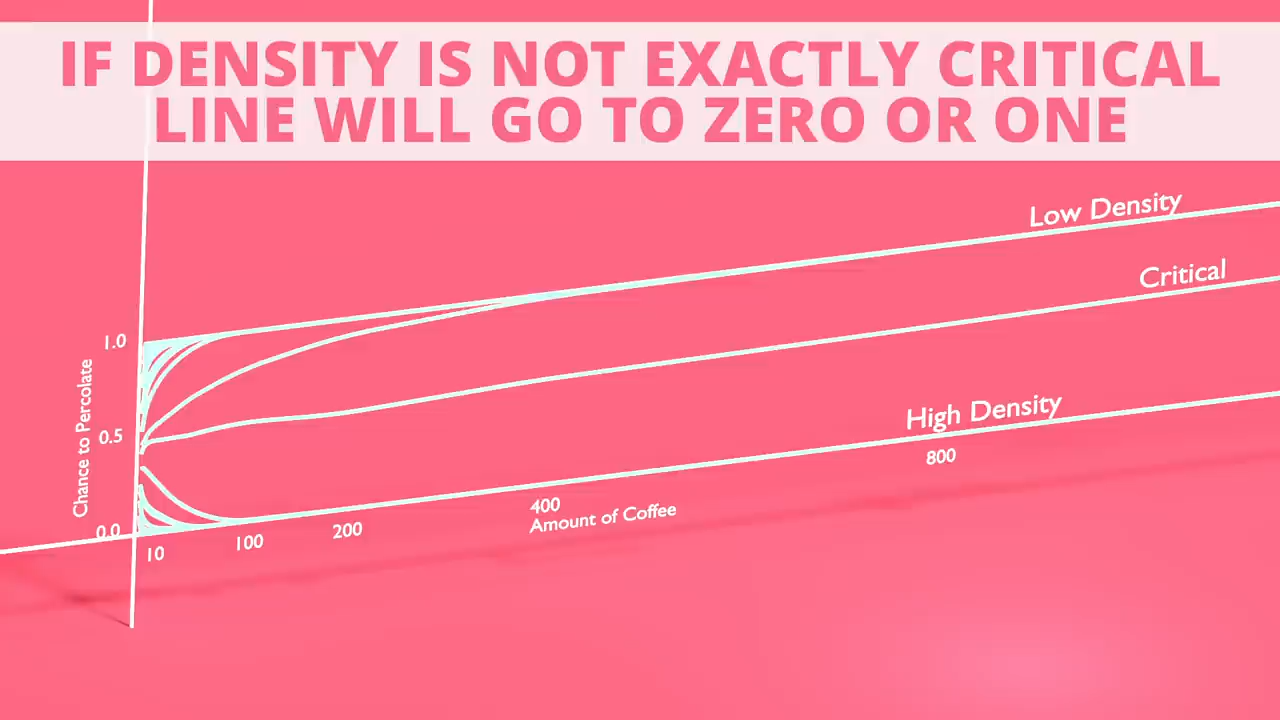 IF DENSITY IS NOT EXACTLY CRITICAL
LINE WILL GO TO ZERO OR ONE
Low Density
Critical
1.0
Chance to Percolate
0.5
High Density
800
400
Amount of Coffee
0.0
200
100
10